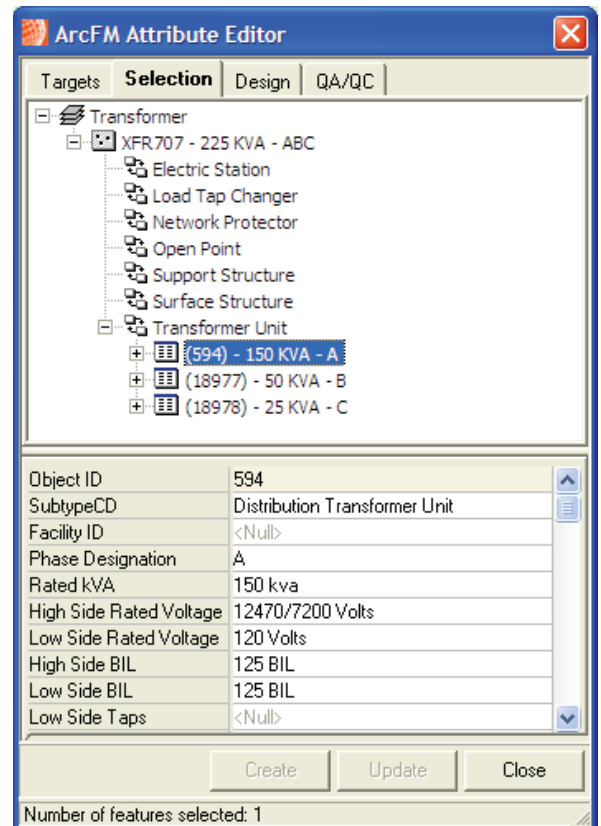 ArcFM Attribute Editor
Targets Selection Design QA/QC
Transformer
XFR707 - 225 KVA - ABC
Electric Station
Load Tap Changer
Network Protector
Open Point
Support Structure
Surface Structure
Transformer Unit
(594) - 150 KVA - A
(18977) - 50 KVA - B
(18978) - 25 KVA - C
Object ID 594
SubtypeCD Distribution Transformer Unit
Facility ID <Null>
Phase Designation A
Rated kVA 150 kva
High Side Rated Voltage 12470/7200 Volts
Low Side Rated Voltage 120 Volts
High Side BIL 125 BIL
Low Side BIL 125 BIL
Low Side Taps <Null>
Create Update Close
Number of features selected: 1